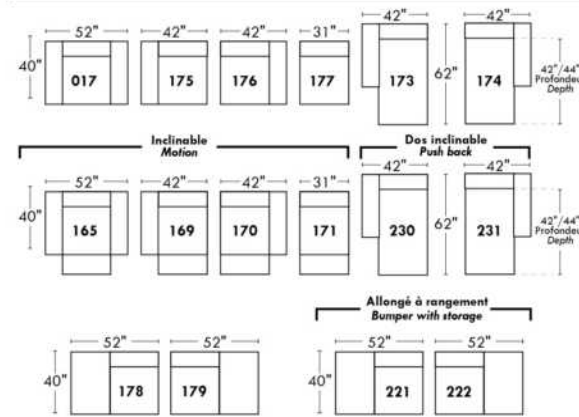 52" 42" 42" 31" 42" 42"
40" 017 175 176 177 173 62" 174 42"/44"
Profondeur
Depth
Inclinable
Motion
Dos inclinable
Push back
52" 42" 42" 31" 42" 42"
40" 165 169 170 171 230 62" 231 42"/44"
Profondeur
Depth
Allongé à rangement
Bumper with storage
52" 52" 52" 52"
40" 178 179 40" 221 222